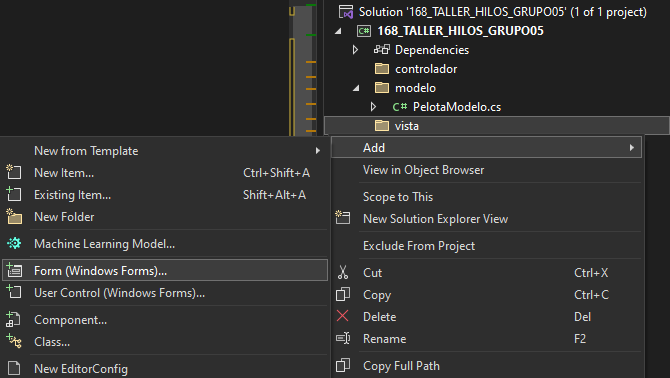 Solution '168_TALLER_HILOS_GRUPO05' (1 of 1 project)
C# 168_TALLER_HILOS_GRUPO05
Dependencies
controlador
modelo
C# PelotaModelo.cs
vista
New from Template
New Item... Ctrl+Shift+A
Existing Item... Shift+Alt+A
New Folder
Machine Learning Model...
Form (Windows Forms)...
User Control (Windows Forms)...
Component...
Class...
New EditorConfig
Add
View in Object Browser
Scope to This
New Solution Explorer View
Exclude From Project
Cut Ctrl+X
Copy Ctrl+C
Delete Del
Rename F2
Copy Full Path